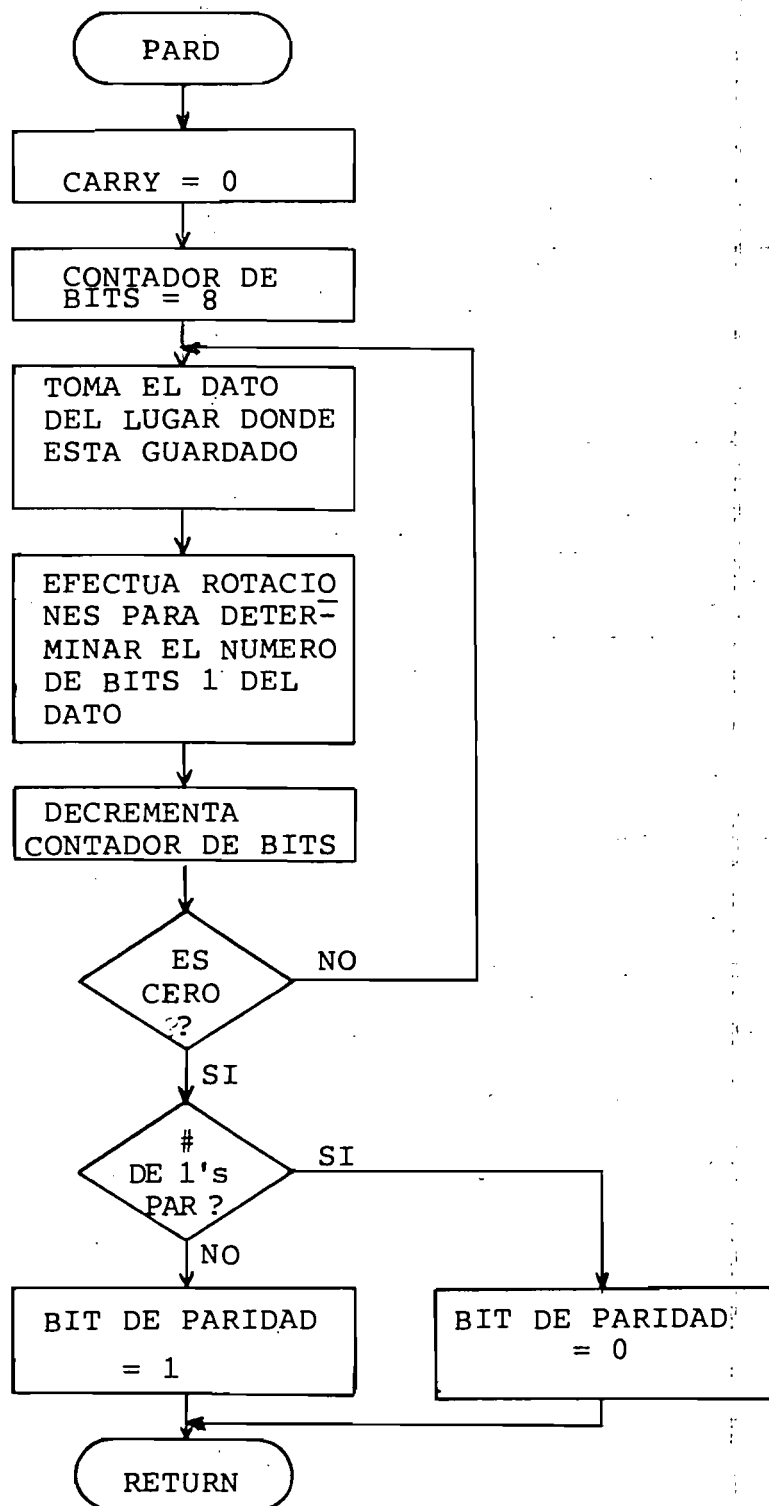 PARD
CARRY = 0
CONTADOR DE
BITS = 8
TOMA EL DATO
DEL LUGAR DONDE
ESTA GUARDADO
EFECTUA ROTACIO
NES PARA DETER-
MINAR EL NUMERO
DE BITS 1 DEL
DATO
DECREMENTA
CONTADOR DE BITS
ES
CERO
?
NO
SI
#
DE 1's
PAR ?
SI
NO
BIT DE PARIDAD
= 1
BIT DE PARIDAD
= 0
RETURN